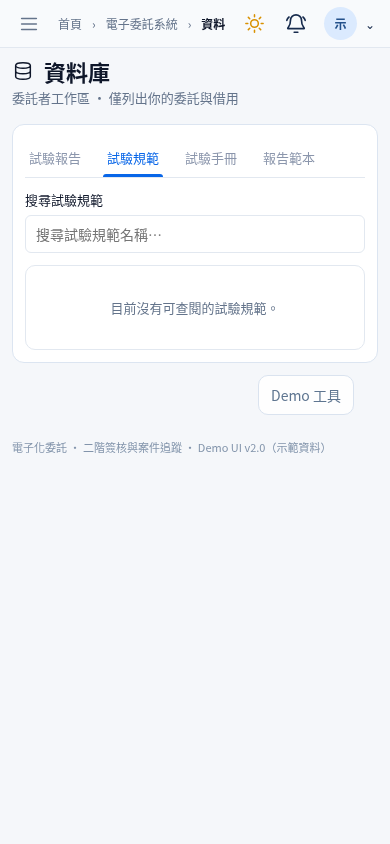 首頁 › 電子委託系統 › 資料 示
資料庫
委託者工作區 · 僅列出你的委託與借用
試驗報告 試驗規範 試驗手冊 報告範本
搜尋試驗規範
搜尋試驗規範名稱⋯
目前沒有可查閱的試驗規範。
Demo 工具
電子化委託 · 二階簽核與案件追蹤 · Demo UI v2.0（示範資料）